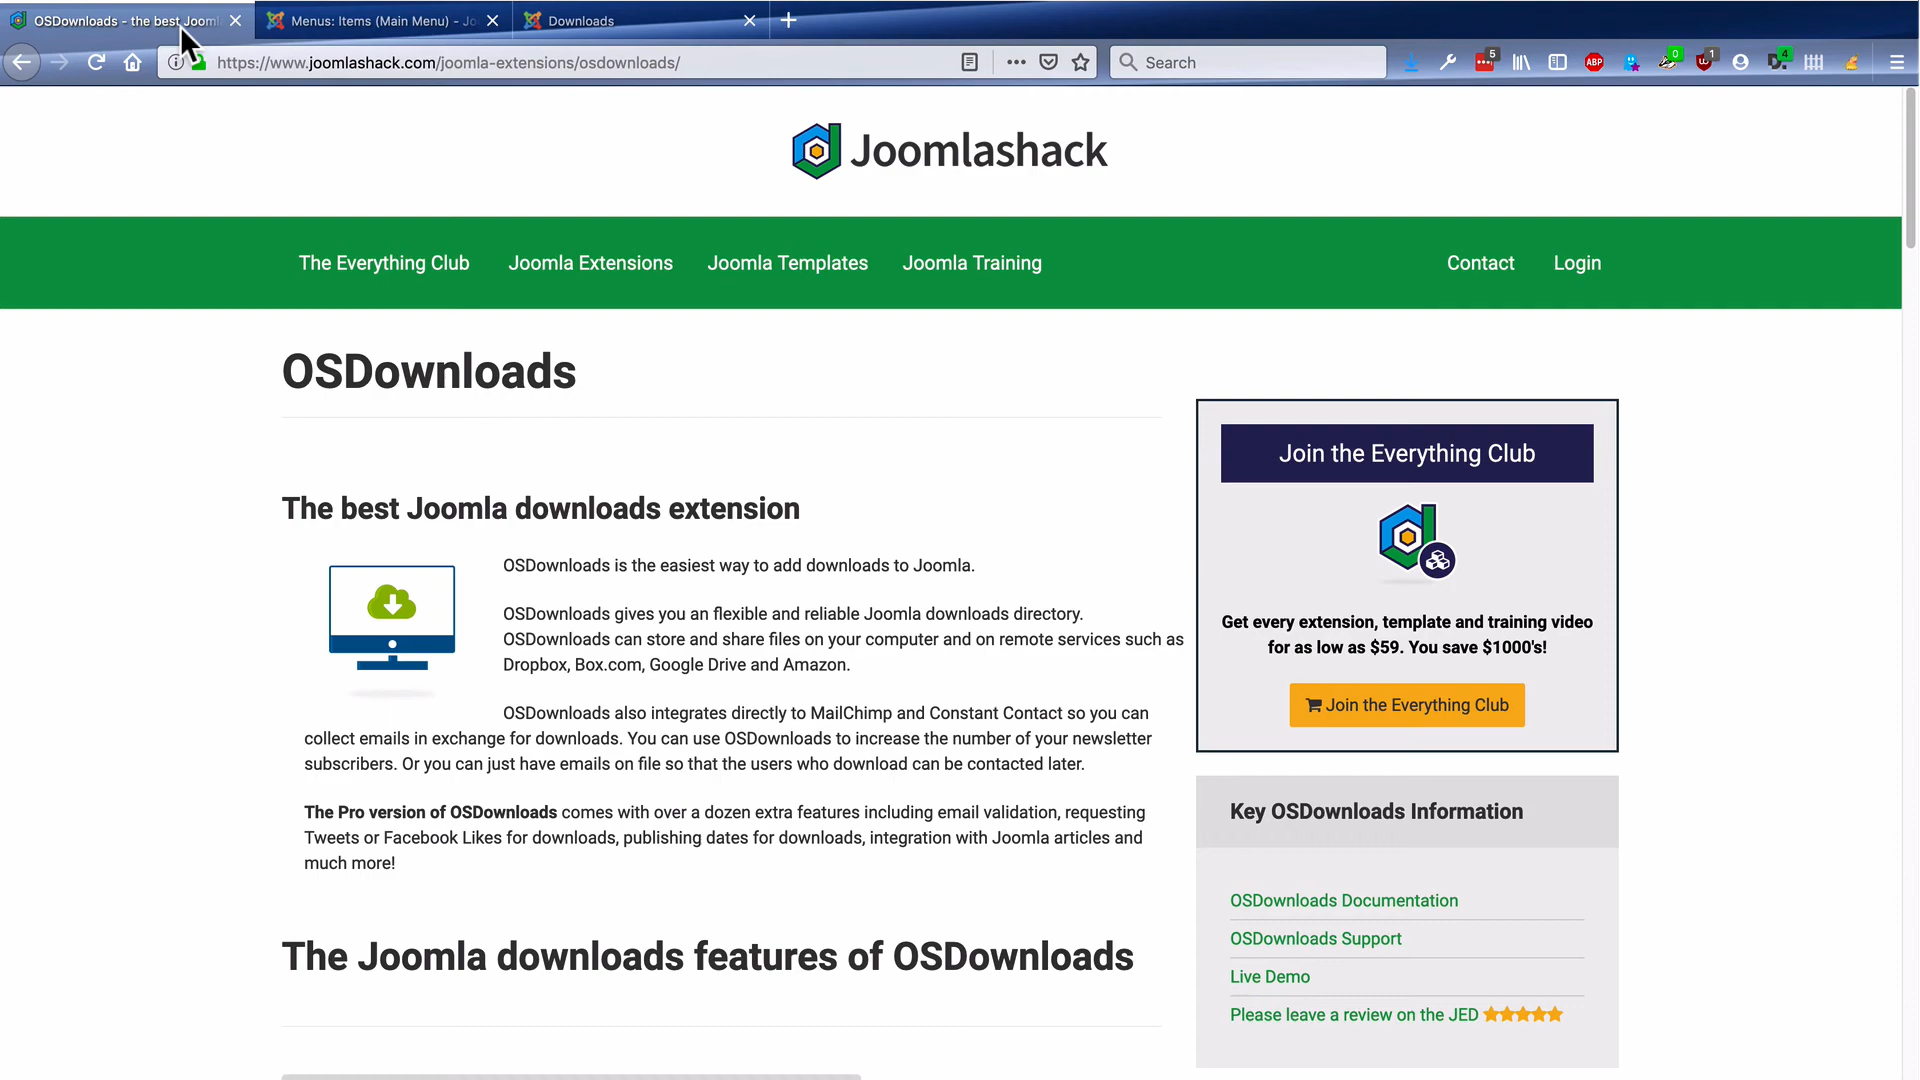 OSDownloads - the best Jooml
Menus: Items (Main Menu) - Jo
Downloads
https://www.joomlashack.com/joomla-extensions/osdownloads/
Search
5
ABP
0
1
4
Joomlashack
The Everything Club
Joomla Extensions
Joomla Templates
Joomla Training
Contact
Login
OSDownloads
The best Joomla downloads extension
OSDownloads is the easiest way to add downloads to Joomla.
OSDownloads gives you an flexible and reliable Joomla downloads directory.
OSDownloads can store and share files on your computer and on remote services such as
Dropbox, Box.com, Google Drive and Amazon.
OSDownloads also integrates directly to MailChimp and Constant Contact so you can
collect emails in exchange for downloads. You can use OSDownloads to increase the number of your newsletter
subscribers. Or you can just have emails on file so that the users who download can be contacted later.
The Pro version of OSDownloads comes with over a dozen extra features including email validation, requesting
Tweets or Facebook Likes for downloads, publishing dates for downloads, integration with Joomla articles and
much more!
The Joomla downloads features of OSDownloads
Join the Everything Club
Get every extension, template and training video
for as low as $59. You save $1000's!
Join the Everything Club
Key OSDownloads Information
OSDownloads Documentation
OSDownloads Support
Live Demo
Please leave a review on the JED